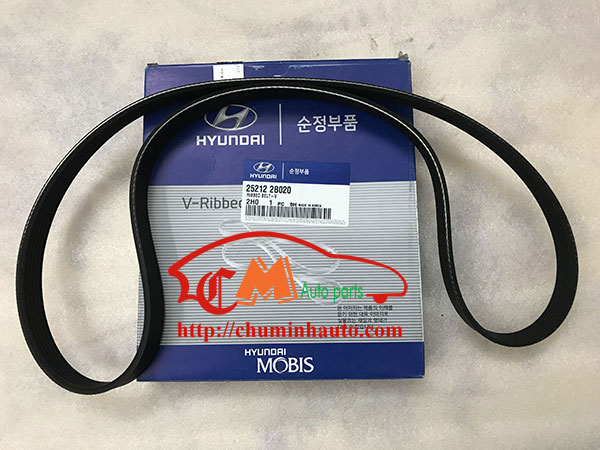 HYUNDAI
순정부품
HYUNDAI 순정부품
25212 2B020
RIBBED BELT-V
2HO 1 PC MADE IN KOREA
V-Ribbed
CM Auto parts
http://chuminhauto.com
HYUNDAI
MOBIS